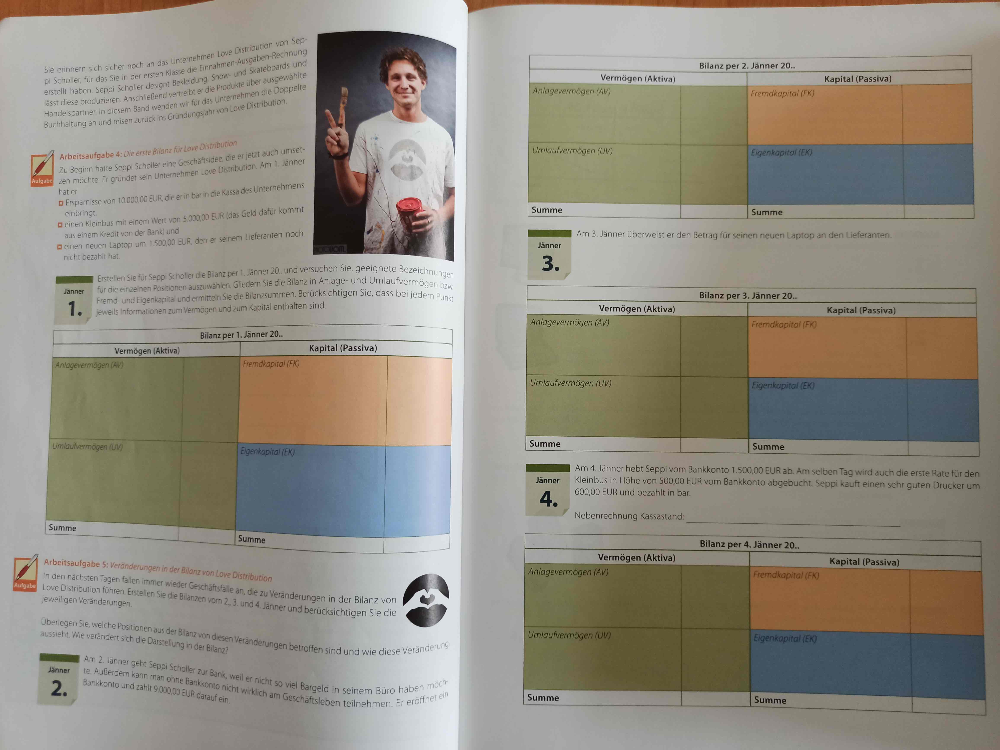 Sie erinnern sich sicher noch an das Unternehmen Love Distribution von Sep-
pi Scholler, für das Sie in der ersten Klasse die Einnahmen-Ausgaben-Rechnung
erstellt haben. Seppi Scholler designt Bekleidung, Snow- und Skateboards und
lässt diese produzieren. Anschließend vertreibt er die Produkte über ausgewählte
Handelspartner. In diesem Band wenden wir für das Unternehmen die Doppelte
Buchhaltung an und reisen zurück ins Gründungsjahr von Love Distribution.
Aufgabe
Arbeitsaufgabe 4: Die erste Bilanz für Love Distribution
Zu Beginn hatte Seppi Scholler eine Geschäftsidee, die er jetzt auch umset-
zen möchte. Er gründet sein Unternehmen Love Distribution. Am 1. Jänner
hat er
Ersparnisse von 10.000,00 EUR, die er in bar in die Kassa des Unternehmens
einbringt,
einen Kleinbus mit einem Wert von 5.000,00 EUR (das Geld dafür kommt
aus einem Kredit von der Bank) und
einen neuen Laptop um 1.500,00 EUR, den er seinem Lieferanten noch
nicht bezahlt hat.
Jänner
1.
Erstellen Sie für Seppi Scholler die Bilanz per 1. Jänner 20.. und versuchen Sie, geeignete Bezeichnungen
für die einzelnen Positionen auszuwählen. Gliedern Sie die Bilanz in Anlage- und Umlaufvermögen bzw.
Fremd- und Eigenkapital und ermitteln Sie die Bilanzsummen. Berücksichtigen Sie, dass bei jedem Punkt
jeweils Informationen zum Vermögen und zum Kapital enthalten sind.
Bilanz per 1. Jänner 20..
Vermögen (Aktiva) Kapital (Passiva)
Anlagevermögen (AV) Fremdkapital (FK)
Umlaufvermögen (UV) Eigenkapital (EK)
Summe Summe
Aufgabe
Arbeitsaufgabe 5: Veränderungen in der Bilanz von Love Distribution
In den nächsten Tagen fallen immer wieder Geschäftsfälle an, die zu Veränderungen in der Bilanz von
Love Distribution führen. Erstellen Sie die Bilanzen vom 2., 3. und 4. Jänner und berücksichtigen Sie die
jeweiligen Veränderungen.
Überlegen Sie, welche Positionen aus der Bilanz von diesen Veränderungen betroffen sind und wie diese Veränderung
aussieht. Wie verändert sich die Darstellung in der Bilanz?
Jänner
2.
Am 2. Jänner geht Seppi Scholler zur Bank, weil er nicht so viel Bargeld in seinem Büro haben möch-
te. Außerdem kann man ohne Bankkonto nicht wirklich am Geschäftsleben teilnehmen. Er eröffnet ein
Bankkonto und zahlt 9.000,00 EUR darauf ein.
Bilanz per 2. Jänner 20..
Vermögen (Aktiva) Kapital (Passiva)
Anlagevermögen (AV) Fremdkapital (FK)
Umlaufvermögen (UV) Eigenkapital (EK)
Summe Summe
Jänner
3.
Am 3. Jänner überweist er den Betrag für seinen neuen Laptop an den Lieferanten.
Bilanz per 3. Jänner 20..
Vermögen (Aktiva) Kapital (Passiva)
Anlagevermögen (AV) Fremdkapital (FK)
Umlaufvermögen (UV) Eigenkapital (EK)
Summe Summe
Jänner
4.
Am 4. Jänner hebt Seppi vom Bankkonto 1.500,00 EUR ab. Am selben Tag wird auch die erste Rate für den
Kleinbus in Höhe von 500,00 EUR vom Bankkonto abgebucht. Seppi kauft einen sehr guten Drucker um
600,00 EUR und bezahlt in bar.
Nebenrechnung Kassastand:
Bilanz per 4. Jänner 20..
Vermögen (Aktiva) Kapital (Passiva)
Anlagevermögen (AV) Fremdkapital (FK)
Umlaufvermögen (UV) Eigenkapital (EK)
Summe Summe